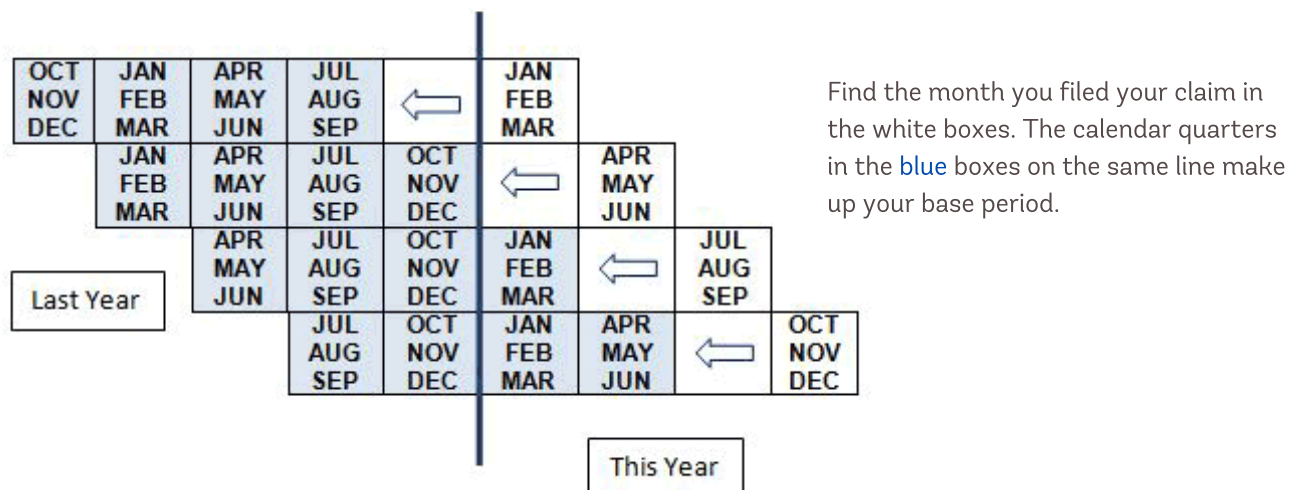 OCT JAN APR JUL JAN
NOV FEB MAY AUG FEB
DEC MAR JUN SEP MAR
JAN APR JUL OCT APR
FEB MAY AUG NOV MAY
MAR JUN SEP DEC JUN
APR JUL OCT JAN JUL
MAY AUG NOV FEB AUG
JUN SEP DEC MAR SEP
JUL OCT JAN APR OCT
AUG NOV FEB MAY NOV
SEP DEC MAR JUN DEC
Last Year
This Year
Find the month you filed your claim in
the white boxes. The calendar quarters
in the blue boxes on the same line make
up your base period.